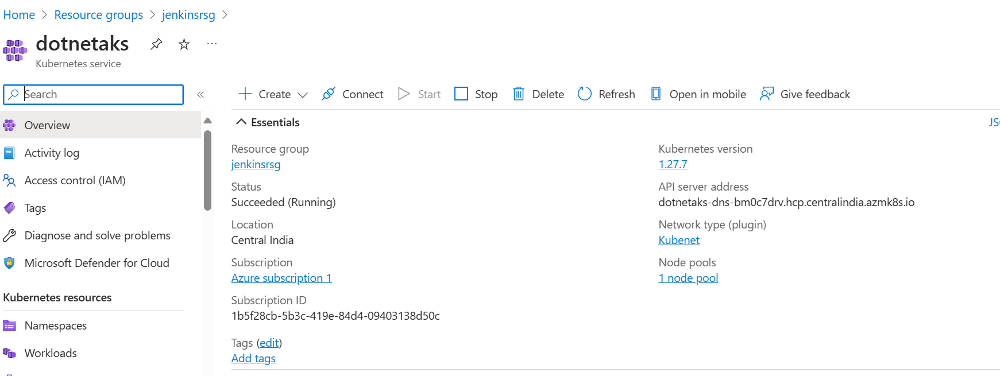 Home > Resource groups > jenkinsrsg >
dotnetaks
Kubernetes service
Search
Create
Connect
Start
Stop
Delete
Refresh
Open in mobile
Give feedback
Overview
Activity log
Access control (IAM)
Tags
Diagnose and solve problems
Microsoft Defender for Cloud
Kubernetes resources
Namespaces
Workloads
Essentials
Resource group
jenkinsrsg
Status
Succeeded (Running)
Location
Central India
Subscription
Azure subscription 1
Subscription ID
1b5f28cb-5b3c-419e-84d4-09403138d50c
Tags (edit)
Add tags
Kubernetes version
1.27.7
API server address
dotnetaks-dns-bm0c7drv.hcp.centralindia.azmk8s.io
Network type (plugin)
Kubenet
Node pools
1 node pool